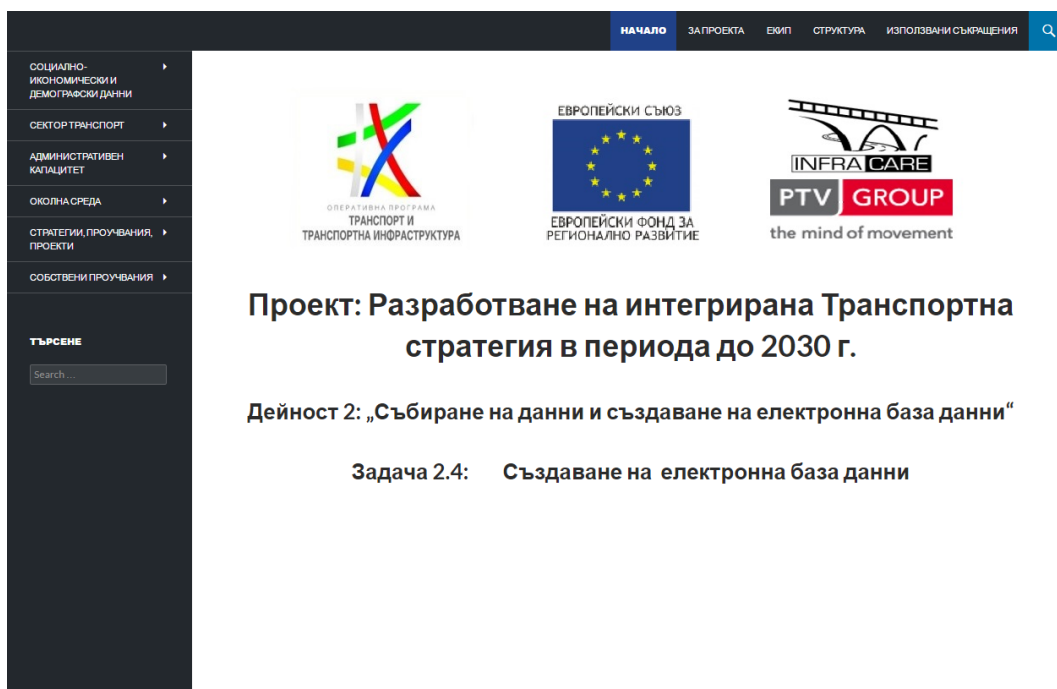 НАЧАЛО ЗА ПРОЕКТА ЕКИП СТРУКТУРА ИЗПОЛЗВАНИ СЪКРАЩЕНИЯ
СОЦИАЛНО-
ИКОНОМИЧЕСКИ И
ДЕМОГРАФСКИ ДАННИ
СЕКТОР ТРАНСПОРТ
АДМИНИСТРАТИВЕН
КАПАЦИТЕТ
ОКОЛНА СРЕДА
СТРАТЕГИИ, ПРОУЧВАНИЯ,
ПРОЕКТИ
СОБСТВЕНИ ПРОУЧВАНИЯ
ТЪРСЕНЕ
Search ...
ОПЕРАТИВНА ПРОГРАМА
ТРАНСПОРТ И
ТРАНСПОРТНА ИНФРАСТРУКТУРА
ЕВРОПЕЙСКИ СЪЮЗ
ЕВРОПЕЙСКИ ФОНД ЗА
РЕГИОНАЛНО РАЗВИТИЕ
INFRA CARE
PTV GROUP
the mind of movement
Проект: Разработване на интегрирана Транспортна
стратегия в периода до 2030 г.
Дейност 2: „Събиране на данни и създаване на електронна база данни“
Задача 2.4: Създаване на електронна база данни